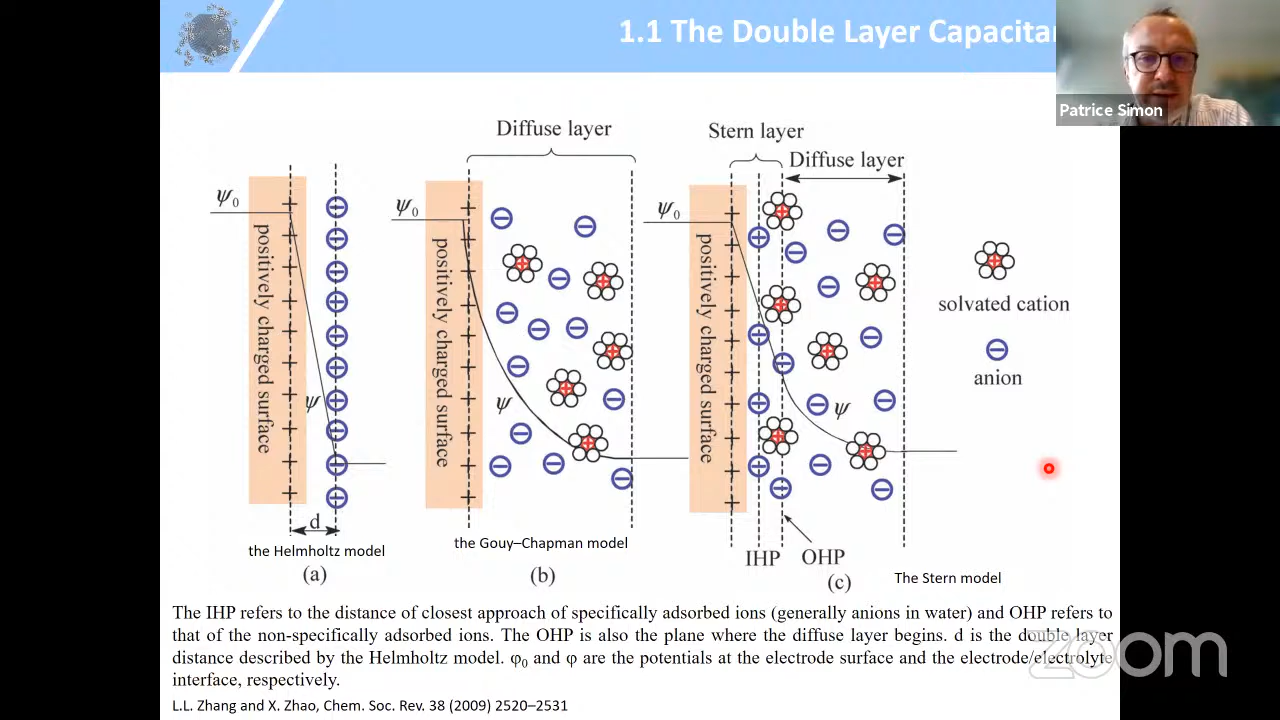 1.1 The Double Layer Capacita
Patrice Simon
Diffuse layer
Stern layer
Diffuse layer
ψ0
ψ0
ψ0
positively charged surface
positively charged surface
positively charged surface
solvated cation
anion
ψ
ψ
ψ
d
the Helmholtz model
(a)
the Gouy–Chapman model
(b)
IHP
OHP
(c)
The Stern model
The IHP refers to the distance of closest approach of specifically adsorbed ions (generally anions in water) and OHP refers to
that of the non-specifically adsorbed ions. The OHP is also the plane where the diffuse layer begins. d is the double layer
distance described by the Helmholtz model. φ0 and φ are the potentials at the electrode surface and the electrode/electrolyte
interface, respectively.
zoom
L.L. Zhang and X. Zhao, Chem. Soc. Rev. 38 (2009) 2520–2531